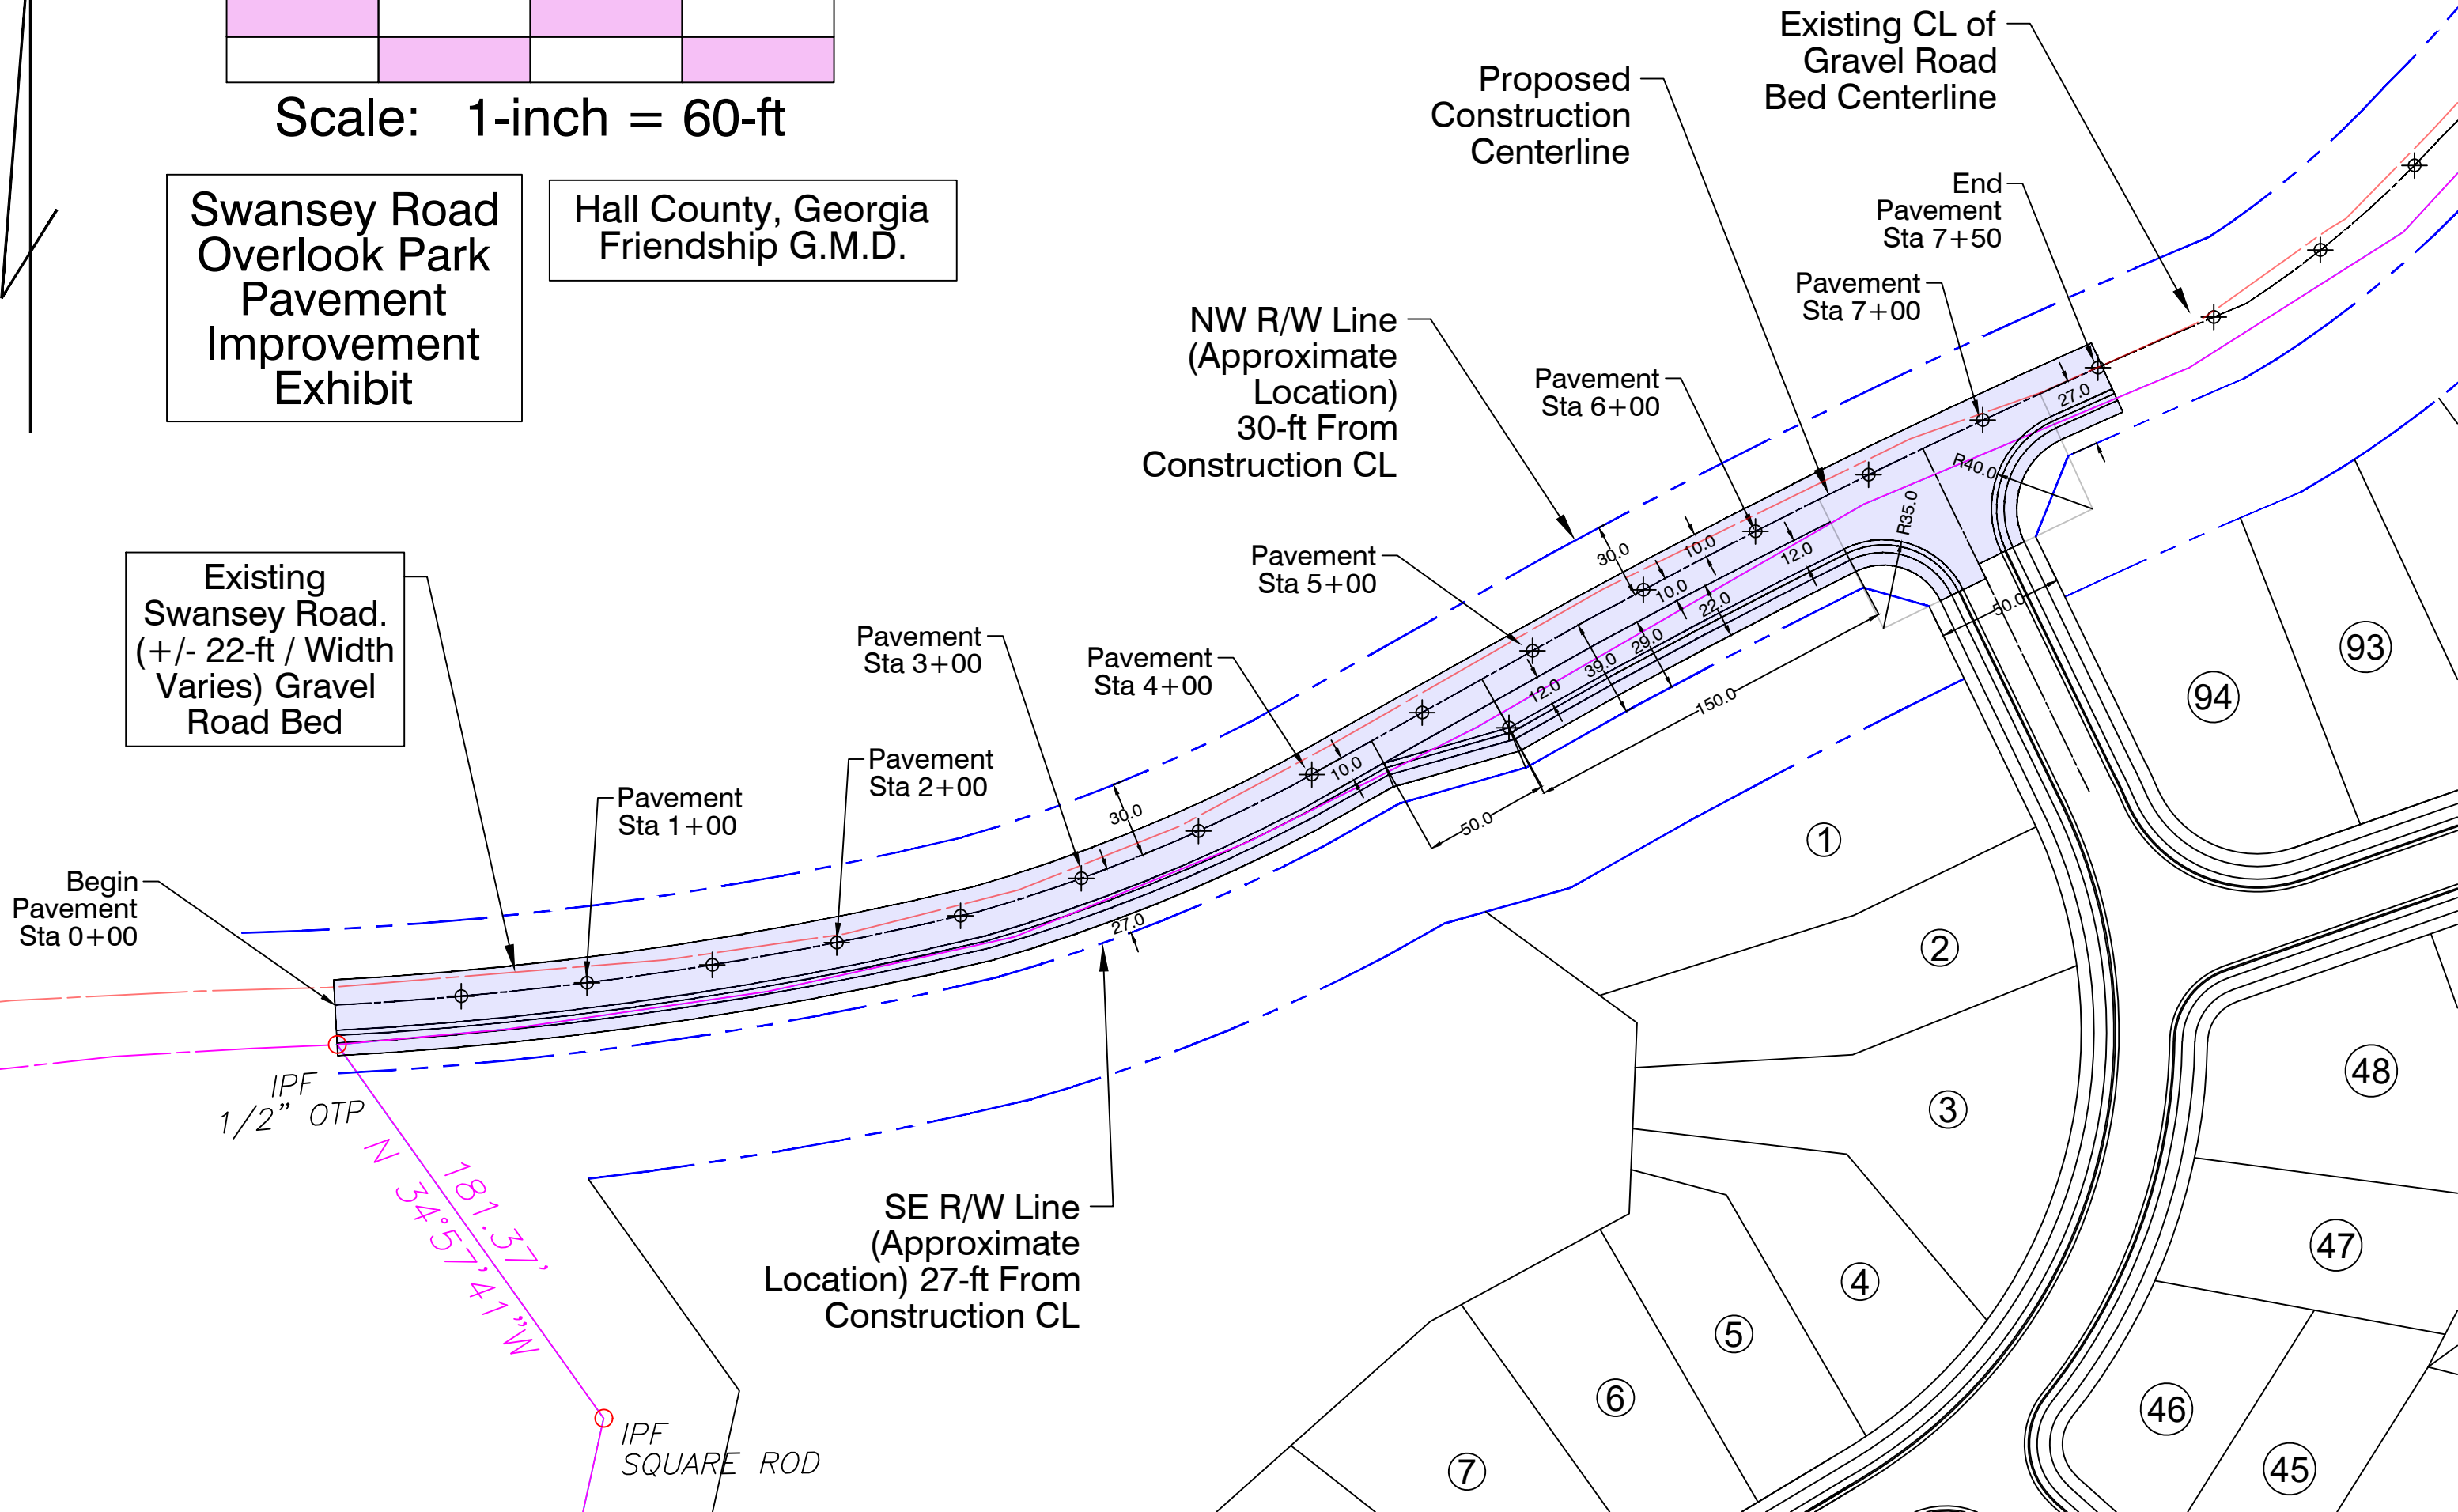 Scale: 1-inch = 60-ft
Swansey Road
Overlook Park
Pavement
Improvement
Exhibit
Hall County, Georgia
Friendship G.M.D.
Existing CL of
Gravel Road
Bed Centerline
Proposed
Construction
Centerline
End
Pavement
Sta 7+50
Pavement
Sta 7+00
NW R/W Line
(Approximate
Location)
30-ft From
Construction CL
Pavement
Sta 6+00
Pavement
Sta 5+00
Existing
Swansey Road.
(+/- 22-ft / Width
Varies) Gravel
Road Bed
Pavement
Sta 3+00
Pavement
Sta 4+00
Pavement
Sta 2+00
Pavement
Sta 1+00
Begin
Pavement
Sta 0+00
27.0
R40.0
R35.0
30.0
10.0
12.0
10.0
22.0
29.0
39.0
12.0
50.0
150.0
10.0
50.0
30.0
27.0
93
94
1
2
3
4
5
6
7
48
47
46
45
IPF
1/2” OTP
181.37’
N 34°57’41”W
IPF
SQUARE ROD
SE R/W Line
(Approximate
Location) 27-ft From
Construction CL